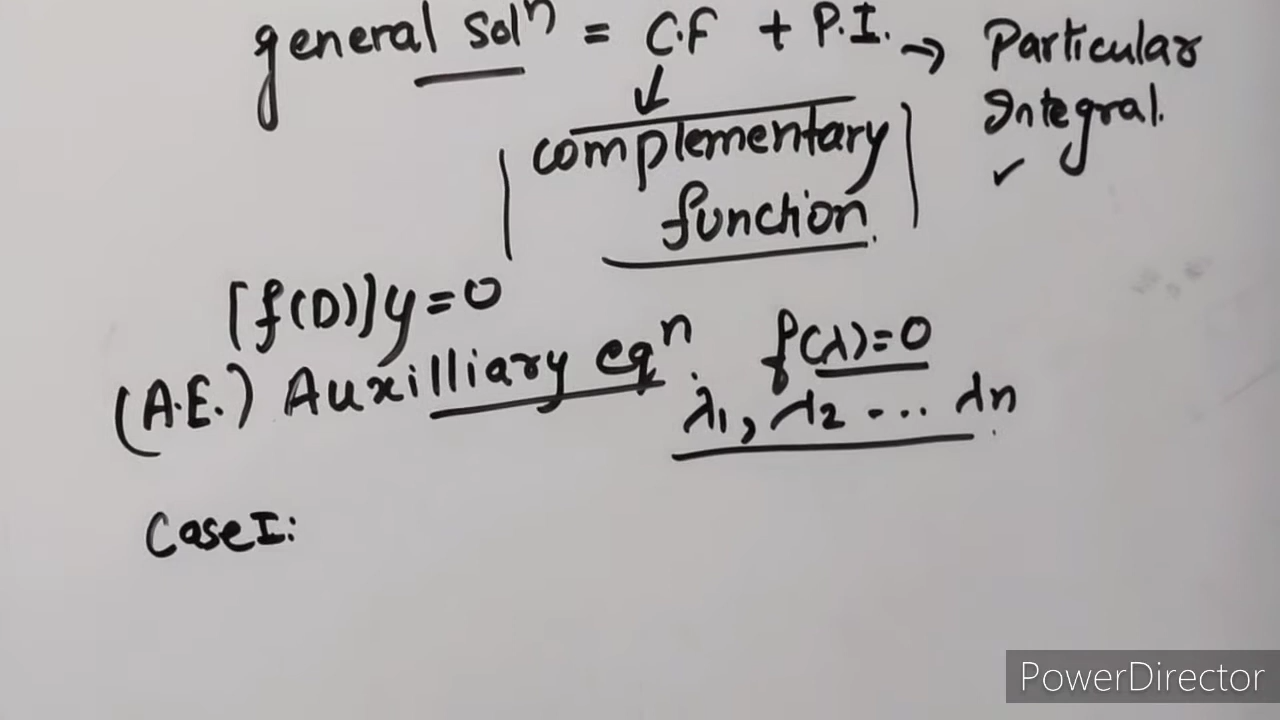 general solⁿ = C.F + P.I. → Particular
Integral.
complementary
function.
[f(D)]y=0
(A.E.) Auxilliary eqⁿ. f(λ)=0
λ1, λ2 ... λn
Case I:
PowerDirector